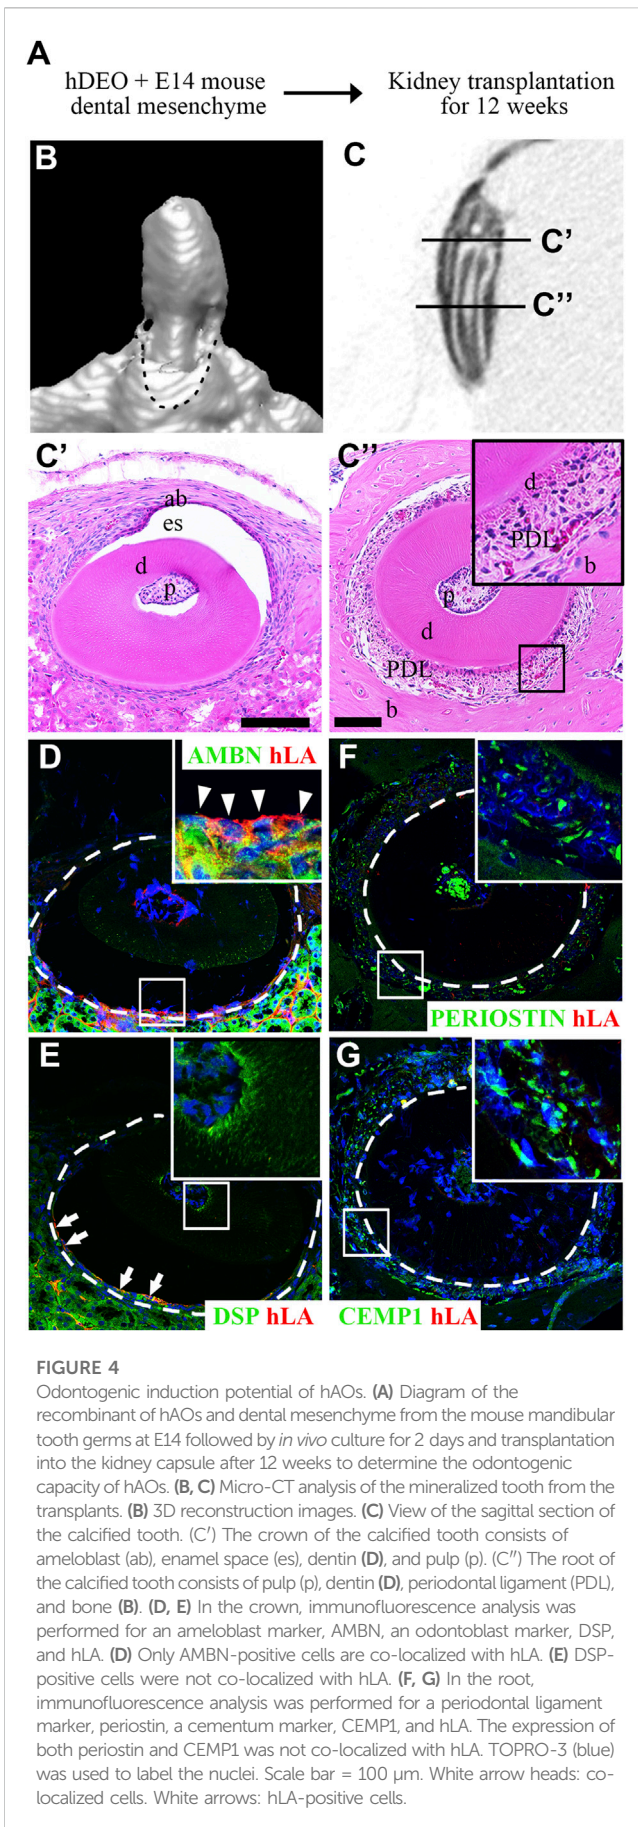 A
hDEO + E14 mouse
dental mesenchyme
Kidney transplantation
for 12 weeks
B
C
C'
C''
C'
ab
es
d
p
C''
d
PDL
b
p
d
PDL
b
D
AMBN hLA
F
PERIOSTIN hLA
E
DSP hLA
G
CEMP1 hLA
FIGURE 4
Odontogenic induction potential of hAOs. (A) Diagram of the
recombinant of hAOs and dental mesenchyme from the mouse mandibular
tooth germs at E14 followed by in vivo culture for 2 days and transplantation
into the kidney capsule after 12 weeks to determine the odontogenic
capacity of hAOs. (B, C) Micro-CT analysis of the mineralized tooth from the
transplants. (B) 3D reconstruction images. (C) View of the sagittal section of
the calcified tooth. (C′) The crown of the calcified tooth consists of
ameloblast (ab), enamel space (es), dentin (D), and pulp (p). (C″) The root of
the calcified tooth consists of pulp (p), dentin (D), periodontal ligament (PDL),
and bone (B). (D, E) In the crown, immunofluorescence analysis was
performed for an ameloblast marker, AMBN, an odontoblast marker, DSP,
and hLA. (D) Only AMBN-positive cells are co-localized with hLA. (E) DSP-
positive cells were not co-localized with hLA. (F, G) In the root,
immunofluorescence analysis was performed for a periodontal ligament
marker, periostin, a cementum marker, CEMP1, and hLA. The expression of
both periostin and CEMP1 was not co-localized with hLA. TOPRO-3 (blue)
was used to label the nuclei. Scale bar = 100 μm. White arrow heads: co-
localized cells. White arrows: hLA-positive cells.